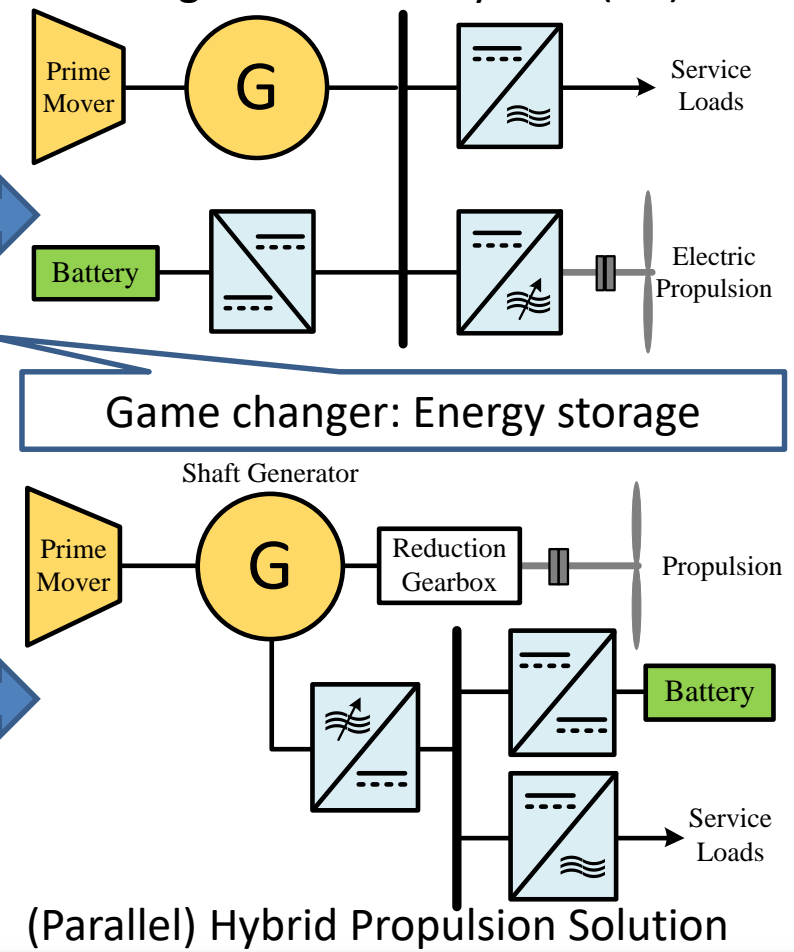 Prime
Mover
G
Service
Loads
Battery
Electric
Propulsion
Game changer: Energy storage
Shaft Generator
Prime
Mover
G
Reduction
Gearbox
Propulsion
Battery
Service
Loads
(Parallel) Hybrid Propulsion Solution